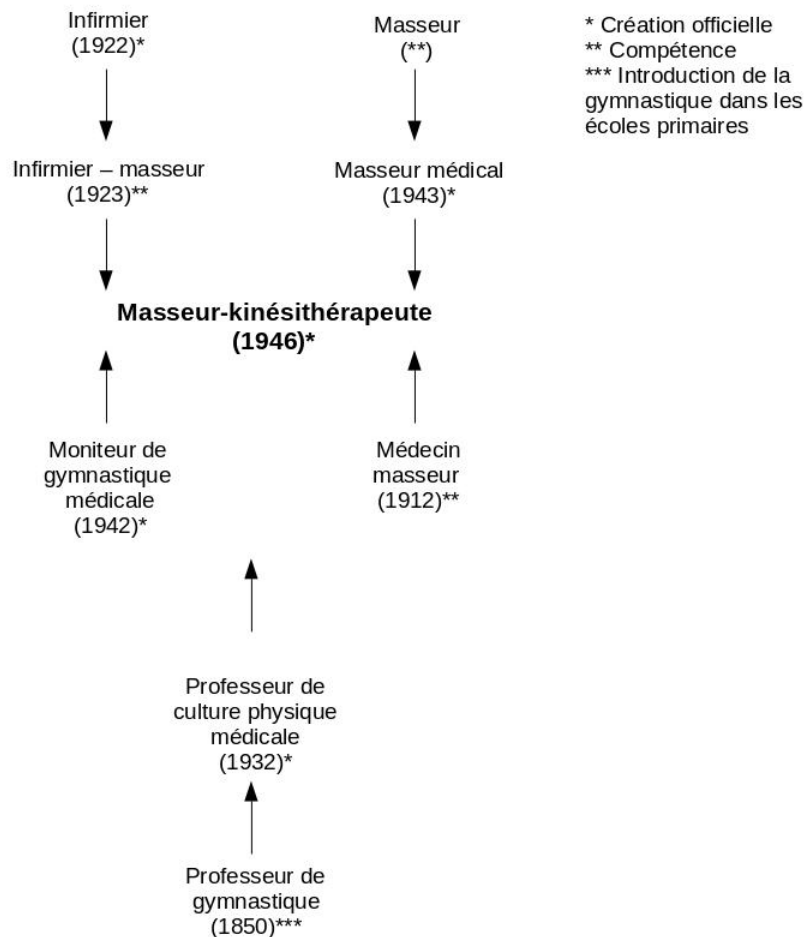 Infirmier
(1922)*
Masseur
(**)
* Création officielle
** Compétence
*** Introduction de la
gymnastique dans les
écoles primaires
Infirmier – masseur
(1923)**
Masseur médical
(1943)*
Masseur-kinésithérapeute
(1946)*
Moniteur de
gymnastique
médicale
(1942)*
Médecin
masseur
(1912)**
Professeur de
culture physique
médicale
(1932)*
Professeur de
gymnastique
(1850)***